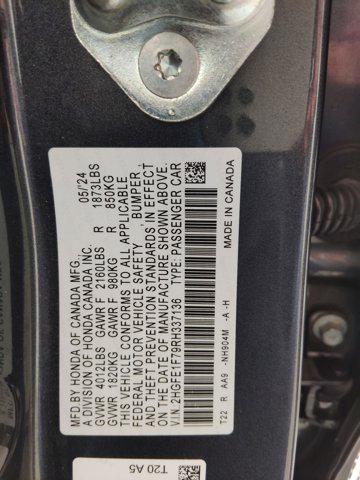 MFD. BY HONDA OF CANADA MFG., 05/'24
A DIVISION OF HONDA CANADA INC.
GVWR 4012LBS GAWR F 2160LBS R 1873LBS
GVWR 1820KG GAWR F 980KG R 850KG
THIS VEHICLE CONFORMS TO ALL APPLICABLE
FEDERAL MOTOR VEHICLE SAFETY , BUMPER ,
AND THEFT PREVENTION STANDARDS, IN EFFECT
ON THE DATE OF MANUFACTURE SHOWN ABOVE.
V.I.N. 2HGFE1F79RH337136 TYPE: PASSENGER CAR
MADE IN CANADA
T22 R AA9 -NH904M -A -H
T20 A5